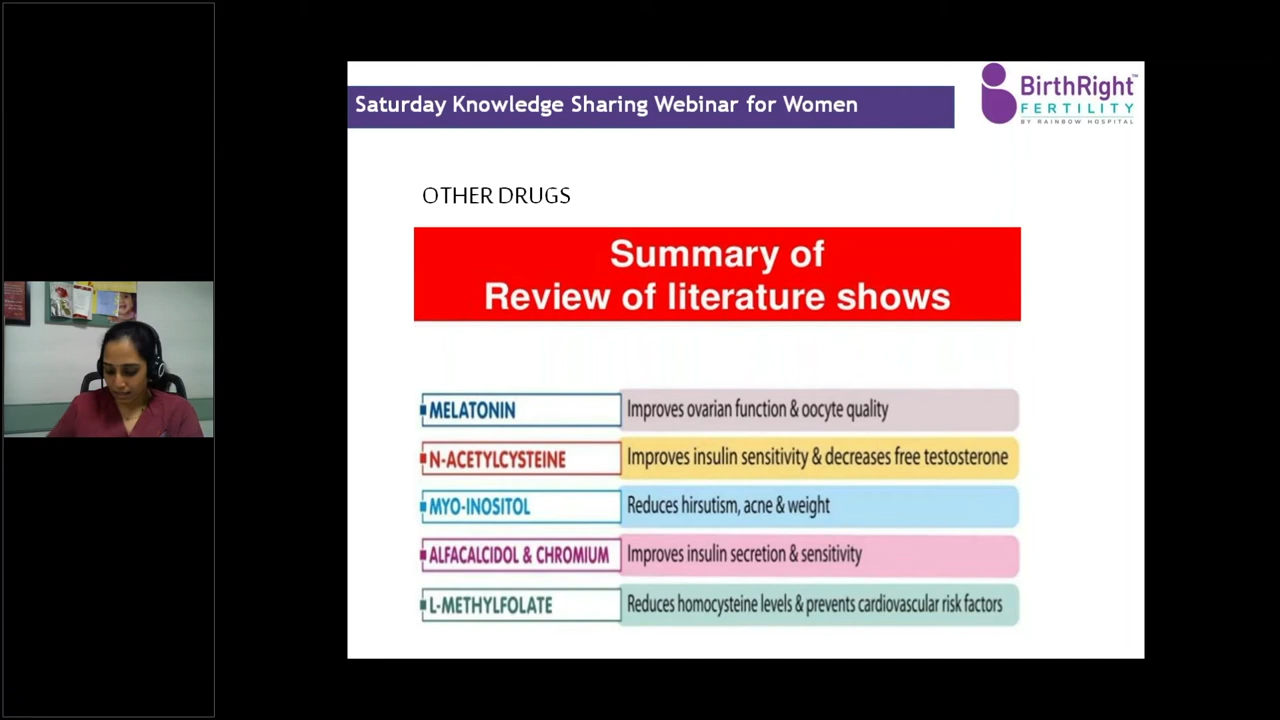 Saturday Knowledge Sharing Webinar for Women
BirthRight™
FERTILITY
BY RAINBOW HOSPITAL
OTHER DRUGS
Summary of
Review of literature shows
MELATONIN Improves ovarian function & oocyte quality
N-ACETYLCYSTEINE Improves insulin sensitivity & decreases free testosterone
MYO-INOSITOL Reduces hirsutism, acne & weight
ALFACALCIDOL & CHROMIUM Improves insulin secretion & sensitivity
L-METHYLFOLATE Reduces homocysteine levels & prevents cardiovascular risk factors